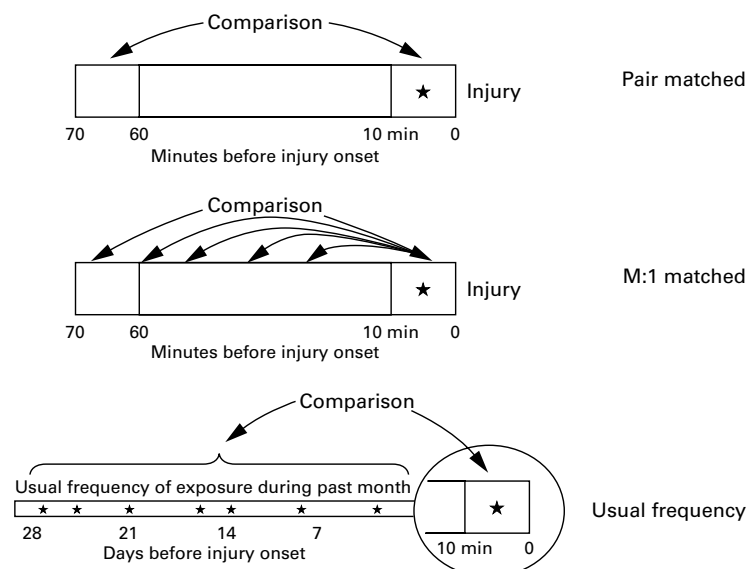 Comparison
Injury
Pair matched
70 60 10 min 0
Minutes before injury onset
Comparison
Injury
M:1 matched
70 60 10 min 0
Minutes before injury onset
Comparison
Usual frequency of exposure during past month
Usual frequency
28 21 14 7
10 min 0
Days before injury onset